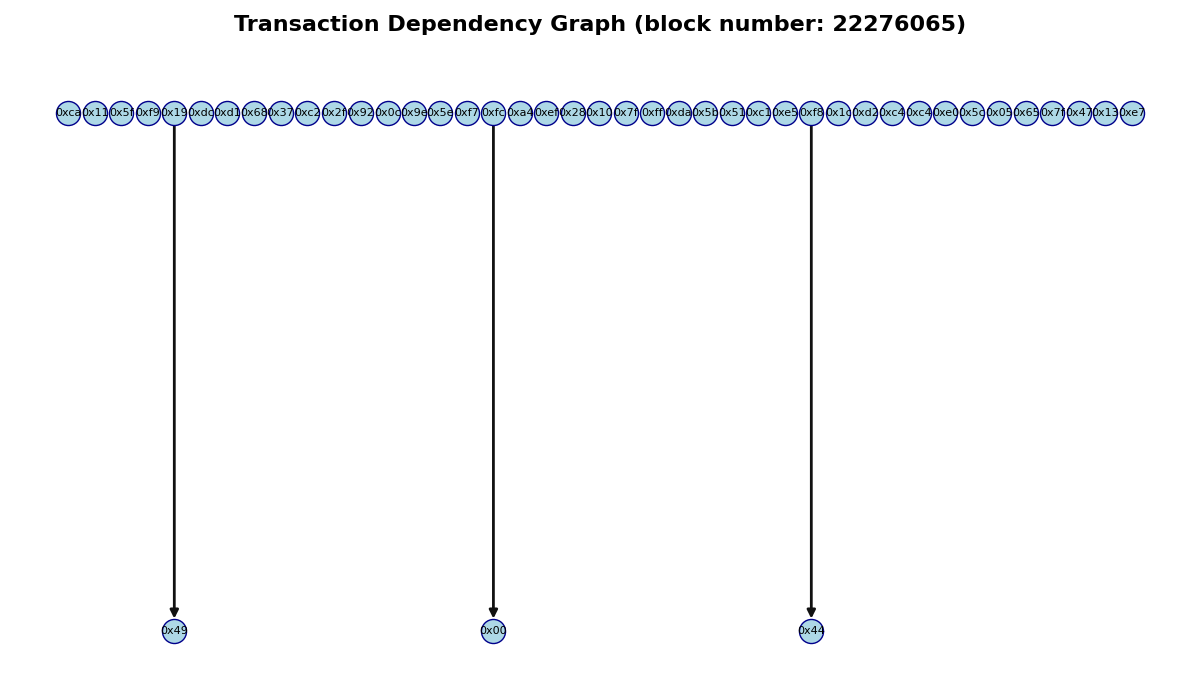 Transaction Dependency Graph (block number: 22276065)
0xca 0x11 0x5f 0xf9 0x19 0xdc 0xd1 0x68 0x37 0xc2 0x2f 0x92 0x0c 0x9e 0x5e 0xf7 0xfc 0xa4 0xef 0x28 0x10 0x7f 0xff 0xda 0x5b 0x51 0xc1 0xe5 0xf8 0x1c 0xd2 0xc4 0xc4 0xe0 0x5c 0x05 0x65 0x7f 0x47 0x13 0xe7
0x49 0x00 0x44